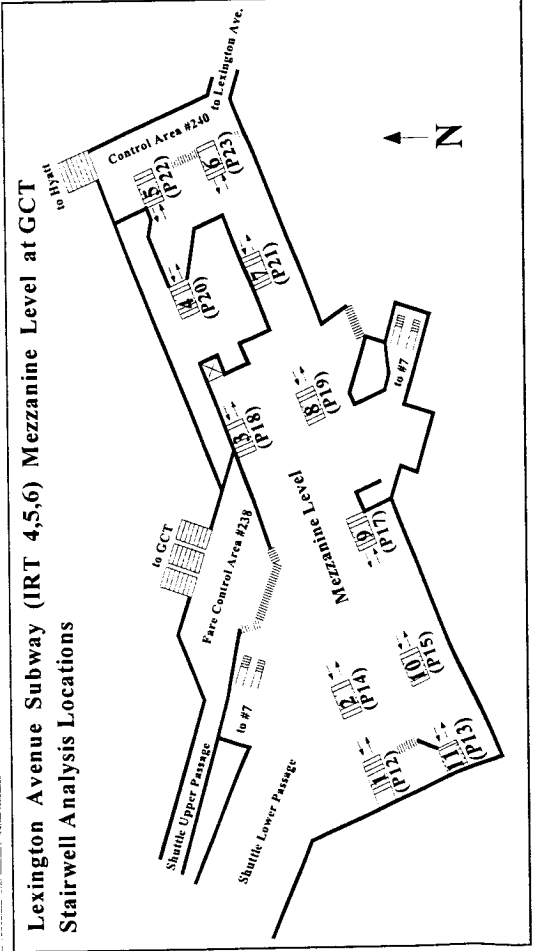 Lexington Avenue Subway (IRT 4,5,6) Mezzanine Level at GCT
Stairwell Analysis Locations
to Hyatt
Control Area #240
to Lexington Ave.
5
(P22)
6
(P23)
4
(P20)
7
(P21)
3
(P18)
8
(P19)
to GCT
Fare Control Area #238
Mezzanine Level
to #7
9
(P17)
to #7
Shuttle Upper Passage
Shuttle Lower Passage
2
(P14)
10
(P15)
1
(P12)
11
(P13)
N